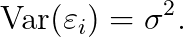 Var(εᵢ) = σ².